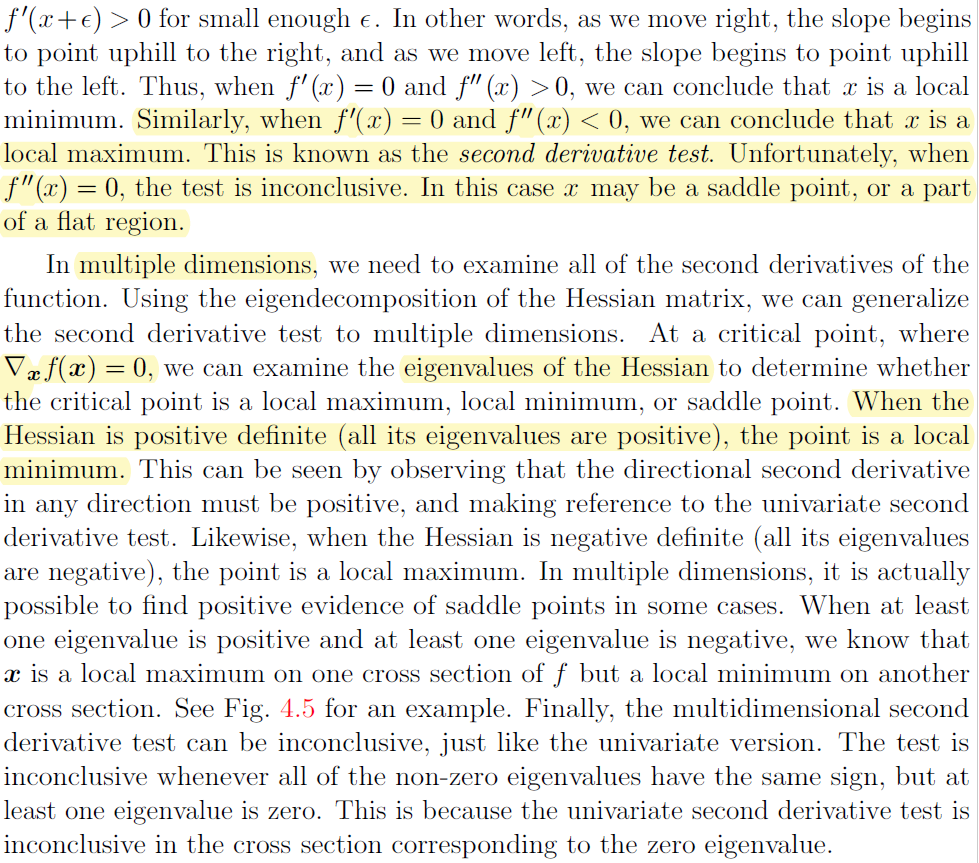 f′(x+ϵ) > 0 for small enough ϵ. In other words, as we move right, the slope begins
to point uphill to the right, and as we move left, the slope begins to point uphill
to the left. Thus, when f′(x) = 0 and f″(x) > 0, we can conclude that x is a local
minimum. Similarly, when f′(x) = 0 and f″(x) < 0, we can conclude that x is a
local maximum. This is known as the second derivative test. Unfortunately, when
f″(x) = 0, the test is inconclusive. In this case x may be a saddle point, or a part
of a flat region.
In multiple dimensions, we need to examine all of the second derivatives of the
function. Using the eigendecomposition of the Hessian matrix, we can generalize
the second derivative test to multiple dimensions. At a critical point, where
∇ₓf(x) = 0, we can examine the eigenvalues of the Hessian to determine whether
the critical point is a local maximum, local minimum, or saddle point. When the
Hessian is positive definite (all its eigenvalues are positive), the point is a local
minimum. This can be seen by observing that the directional second derivative
in any direction must be positive, and making reference to the univariate second
derivative test. Likewise, when the Hessian is negative definite (all its eigenvalues
are negative), the point is a local maximum. In multiple dimensions, it is actually
possible to find positive evidence of saddle points in some cases. When at least
one eigenvalue is positive and at least one eigenvalue is negative, we know that
x is a local maximum on one cross section of f but a local minimum on another
cross section. See Fig. 4.5 for an example. Finally, the multidimensional second
derivative test can be inconclusive, just like the univariate version. The test is
inconclusive whenever all of the non-zero eigenvalues have the same sign, but at
least one eigenvalue is zero. This is because the univariate second derivative test is
inconclusive in the cross section corresponding to the zero eigenvalue.